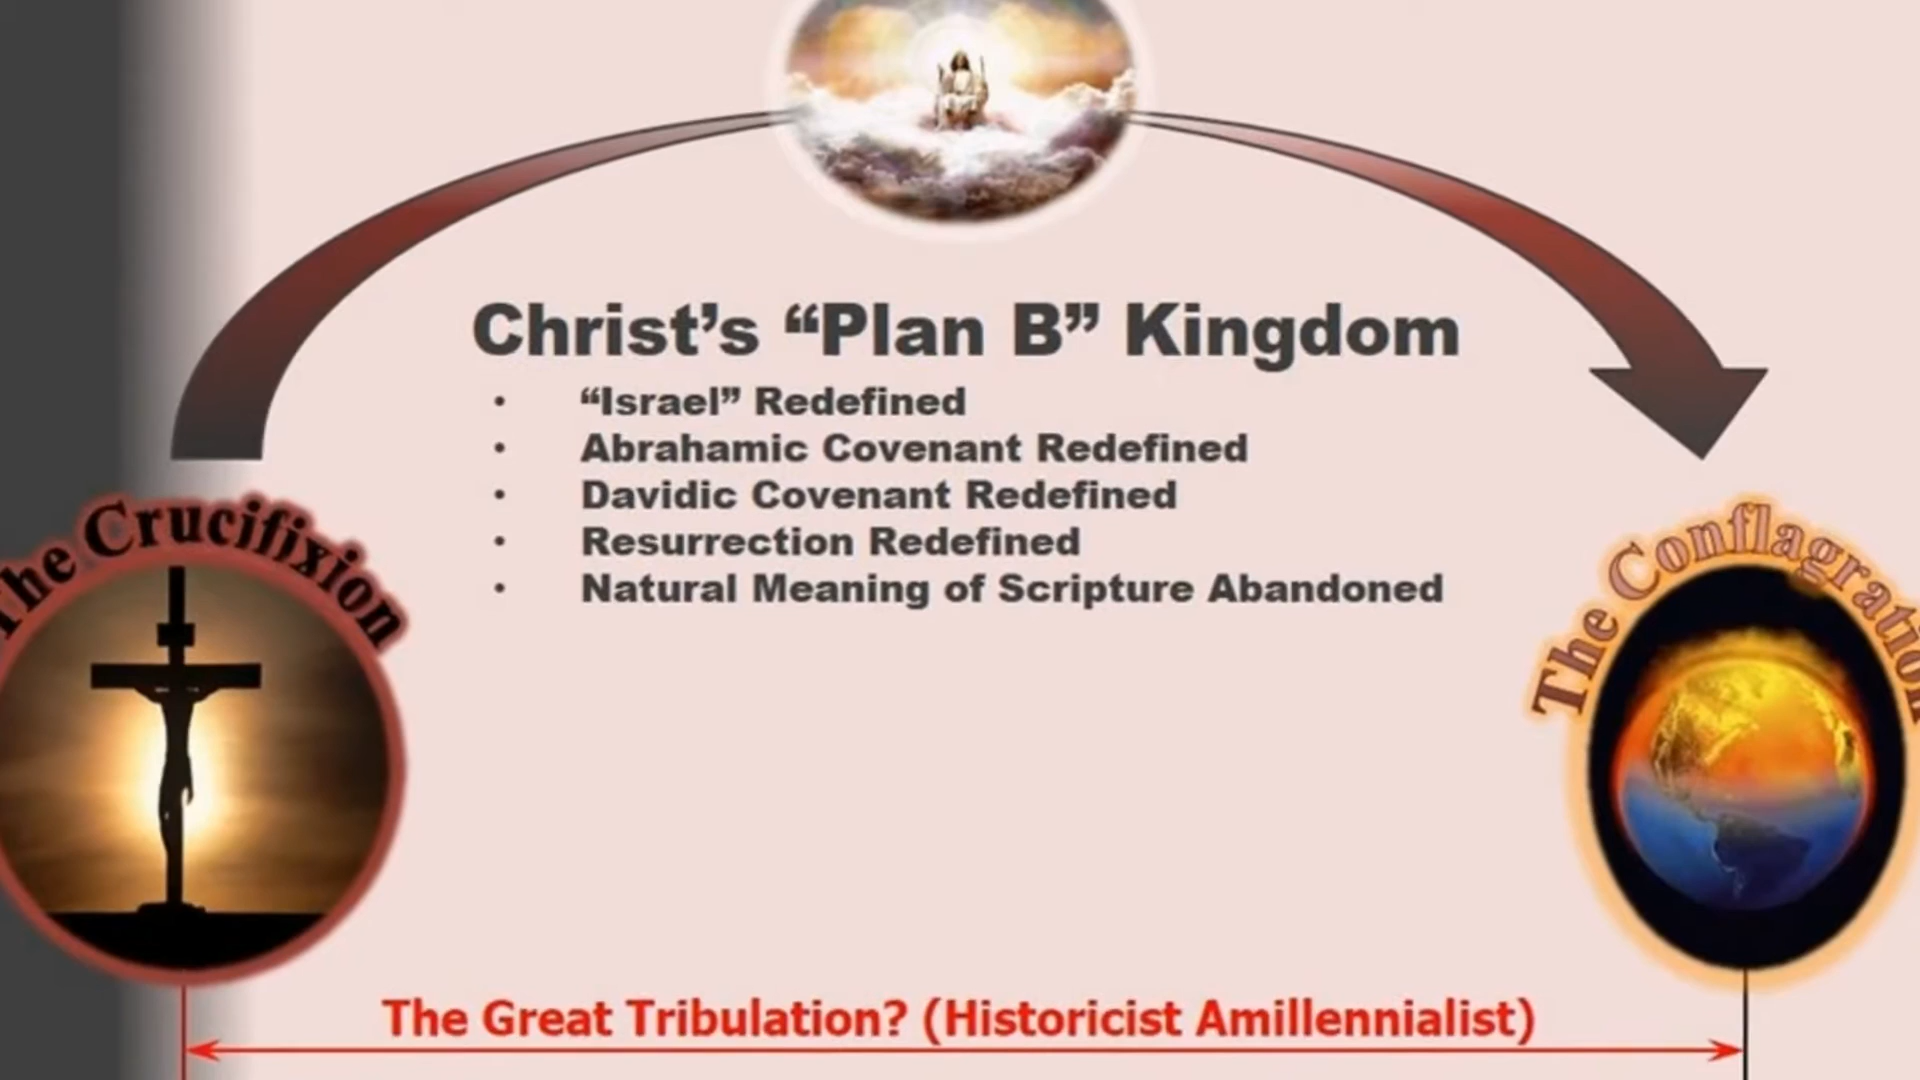 Christ's “Plan B” Kingdom
• “Israel” Redefined
• Abrahamic Covenant Redefined
• Davidic Covenant Redefined
• Resurrection Redefined
• Natural Meaning of Scripture Abandoned
The Crucifixion
The Conflagration
The Great Tribulation? (Historicist Amillennialist)